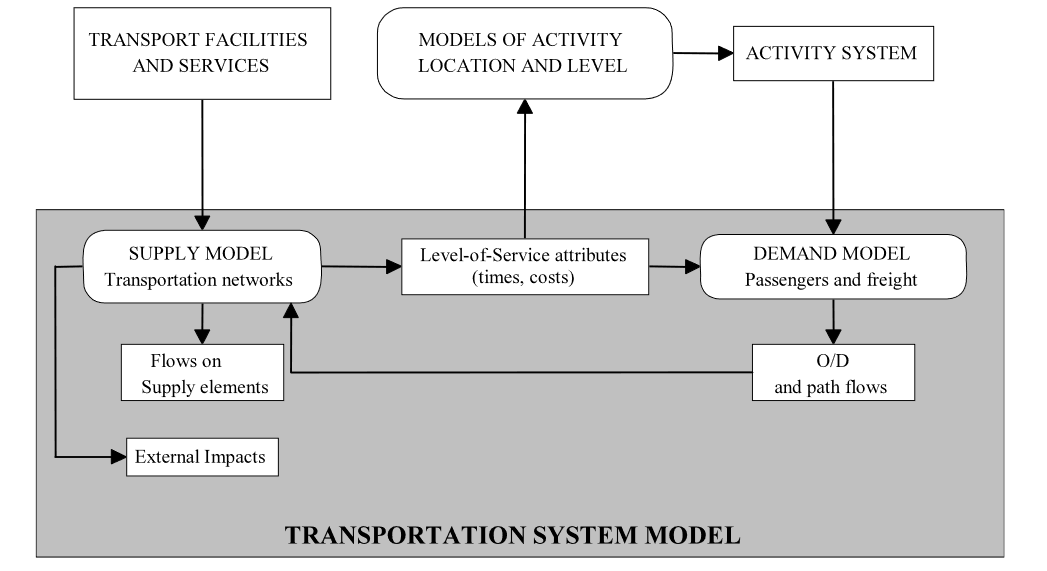 TRANSPORT FACILITIES
AND SERVICES
MODELS OF ACTIVITY
LOCATION AND LEVEL
ACTIVITY SYSTEM
SUPPLY MODEL
Transportation networks
Level-of-Service attributes
(times, costs)
DEMAND MODEL
Passengers and freight
Flows on
Supply elements
O/D
and path flows
External Impacts
TRANSPORTATION SYSTEM MODEL